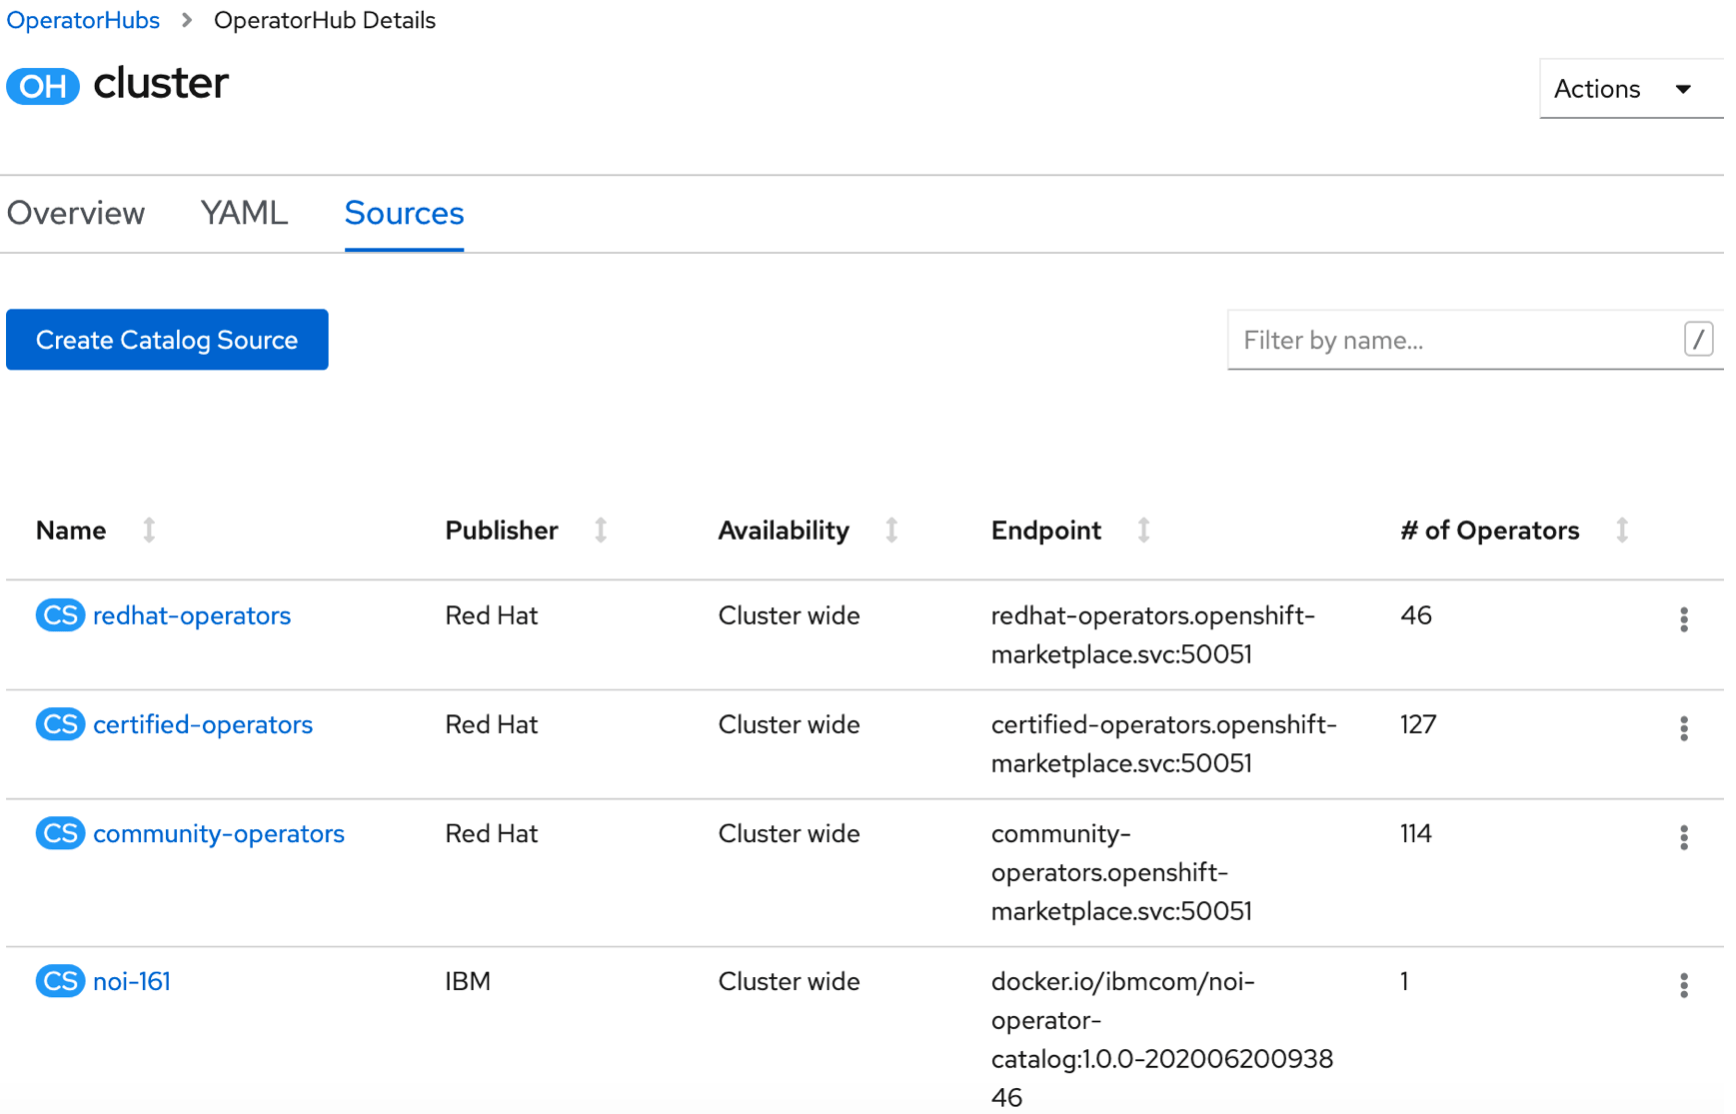 OperatorHubs > OperatorHub Details
OH cluster
Actions
Overview YAML Sources
Create Catalog Source
Filter by name... /
Name Publisher Availability Endpoint # of Operators
CS redhat-operators Red Hat Cluster wide redhat-operators.openshift- 46
marketplace.svc:50051
CS certified-operators Red Hat Cluster wide certified-operators.openshift- 127
marketplace.svc:50051
CS community-operators Red Hat Cluster wide community- 114
operators.openshift-
marketplace.svc:50051
CS noi-161 IBM Cluster wide docker.io/ibmcom/noi- 1
operator-
catalog:1.0.0-202006200938
46